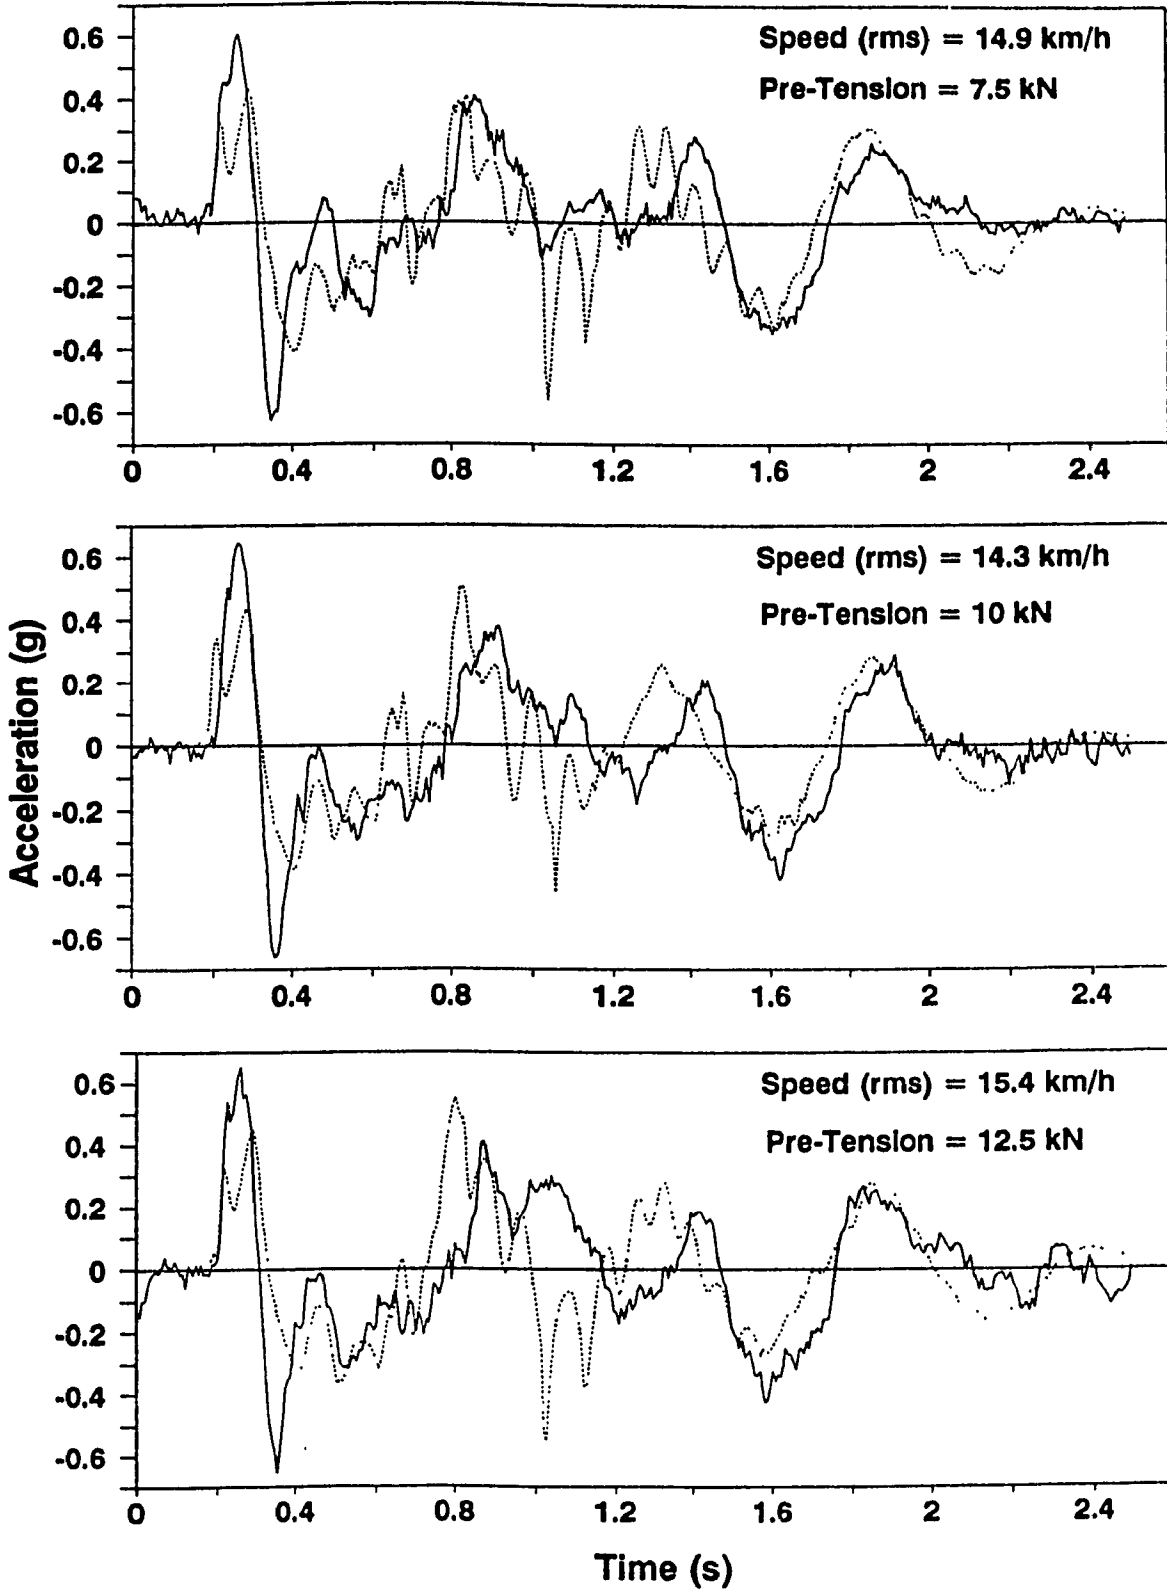 Speed (rms) = 14.9 km/h
Pre-Tension = 7.5 kN
0.6
0.4
0.2
0
-0.2
-0.4
-0.6
0 0.4 0.8 1.2 1.6 2 2.4
Speed (rms) = 14.3 km/h
Pre-Tension = 10 kN
0.6
0.4
0.2
0
-0.2
-0.4
-0.6
0 0.4 0.8 1.2 1.6 2 2.4
Acceleration (g)
Speed (rms) = 15.4 km/h
Pre-Tension = 12.5 kN
0.6
0.4
0.2
0
-0.2
-0.4
-0.6
0 0.4 0.8 1.2 1.6 2 2.4
Time (s)